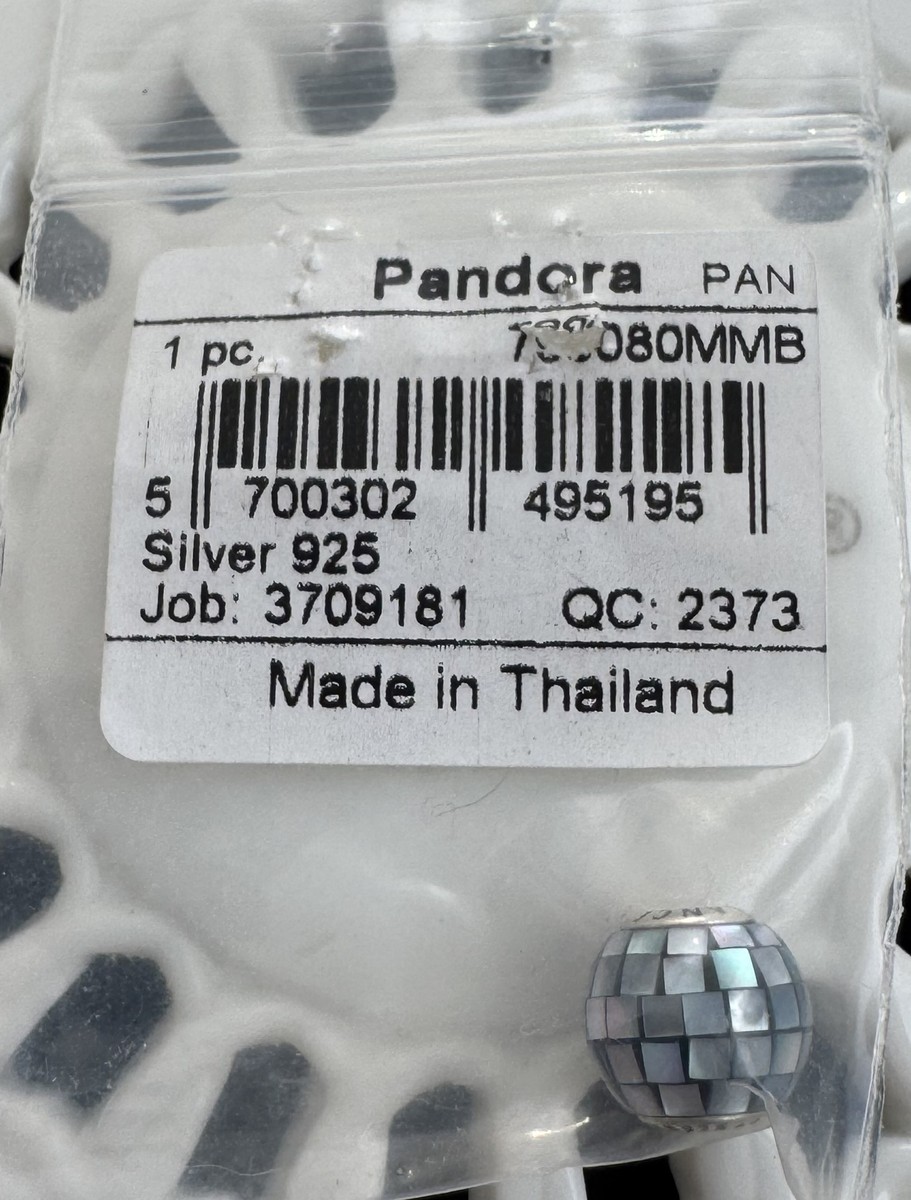 Pandora PAN
1 pc.
5 700302 495195
Silver 925
Job: 3709181 QC: 2373
Made in Thailand